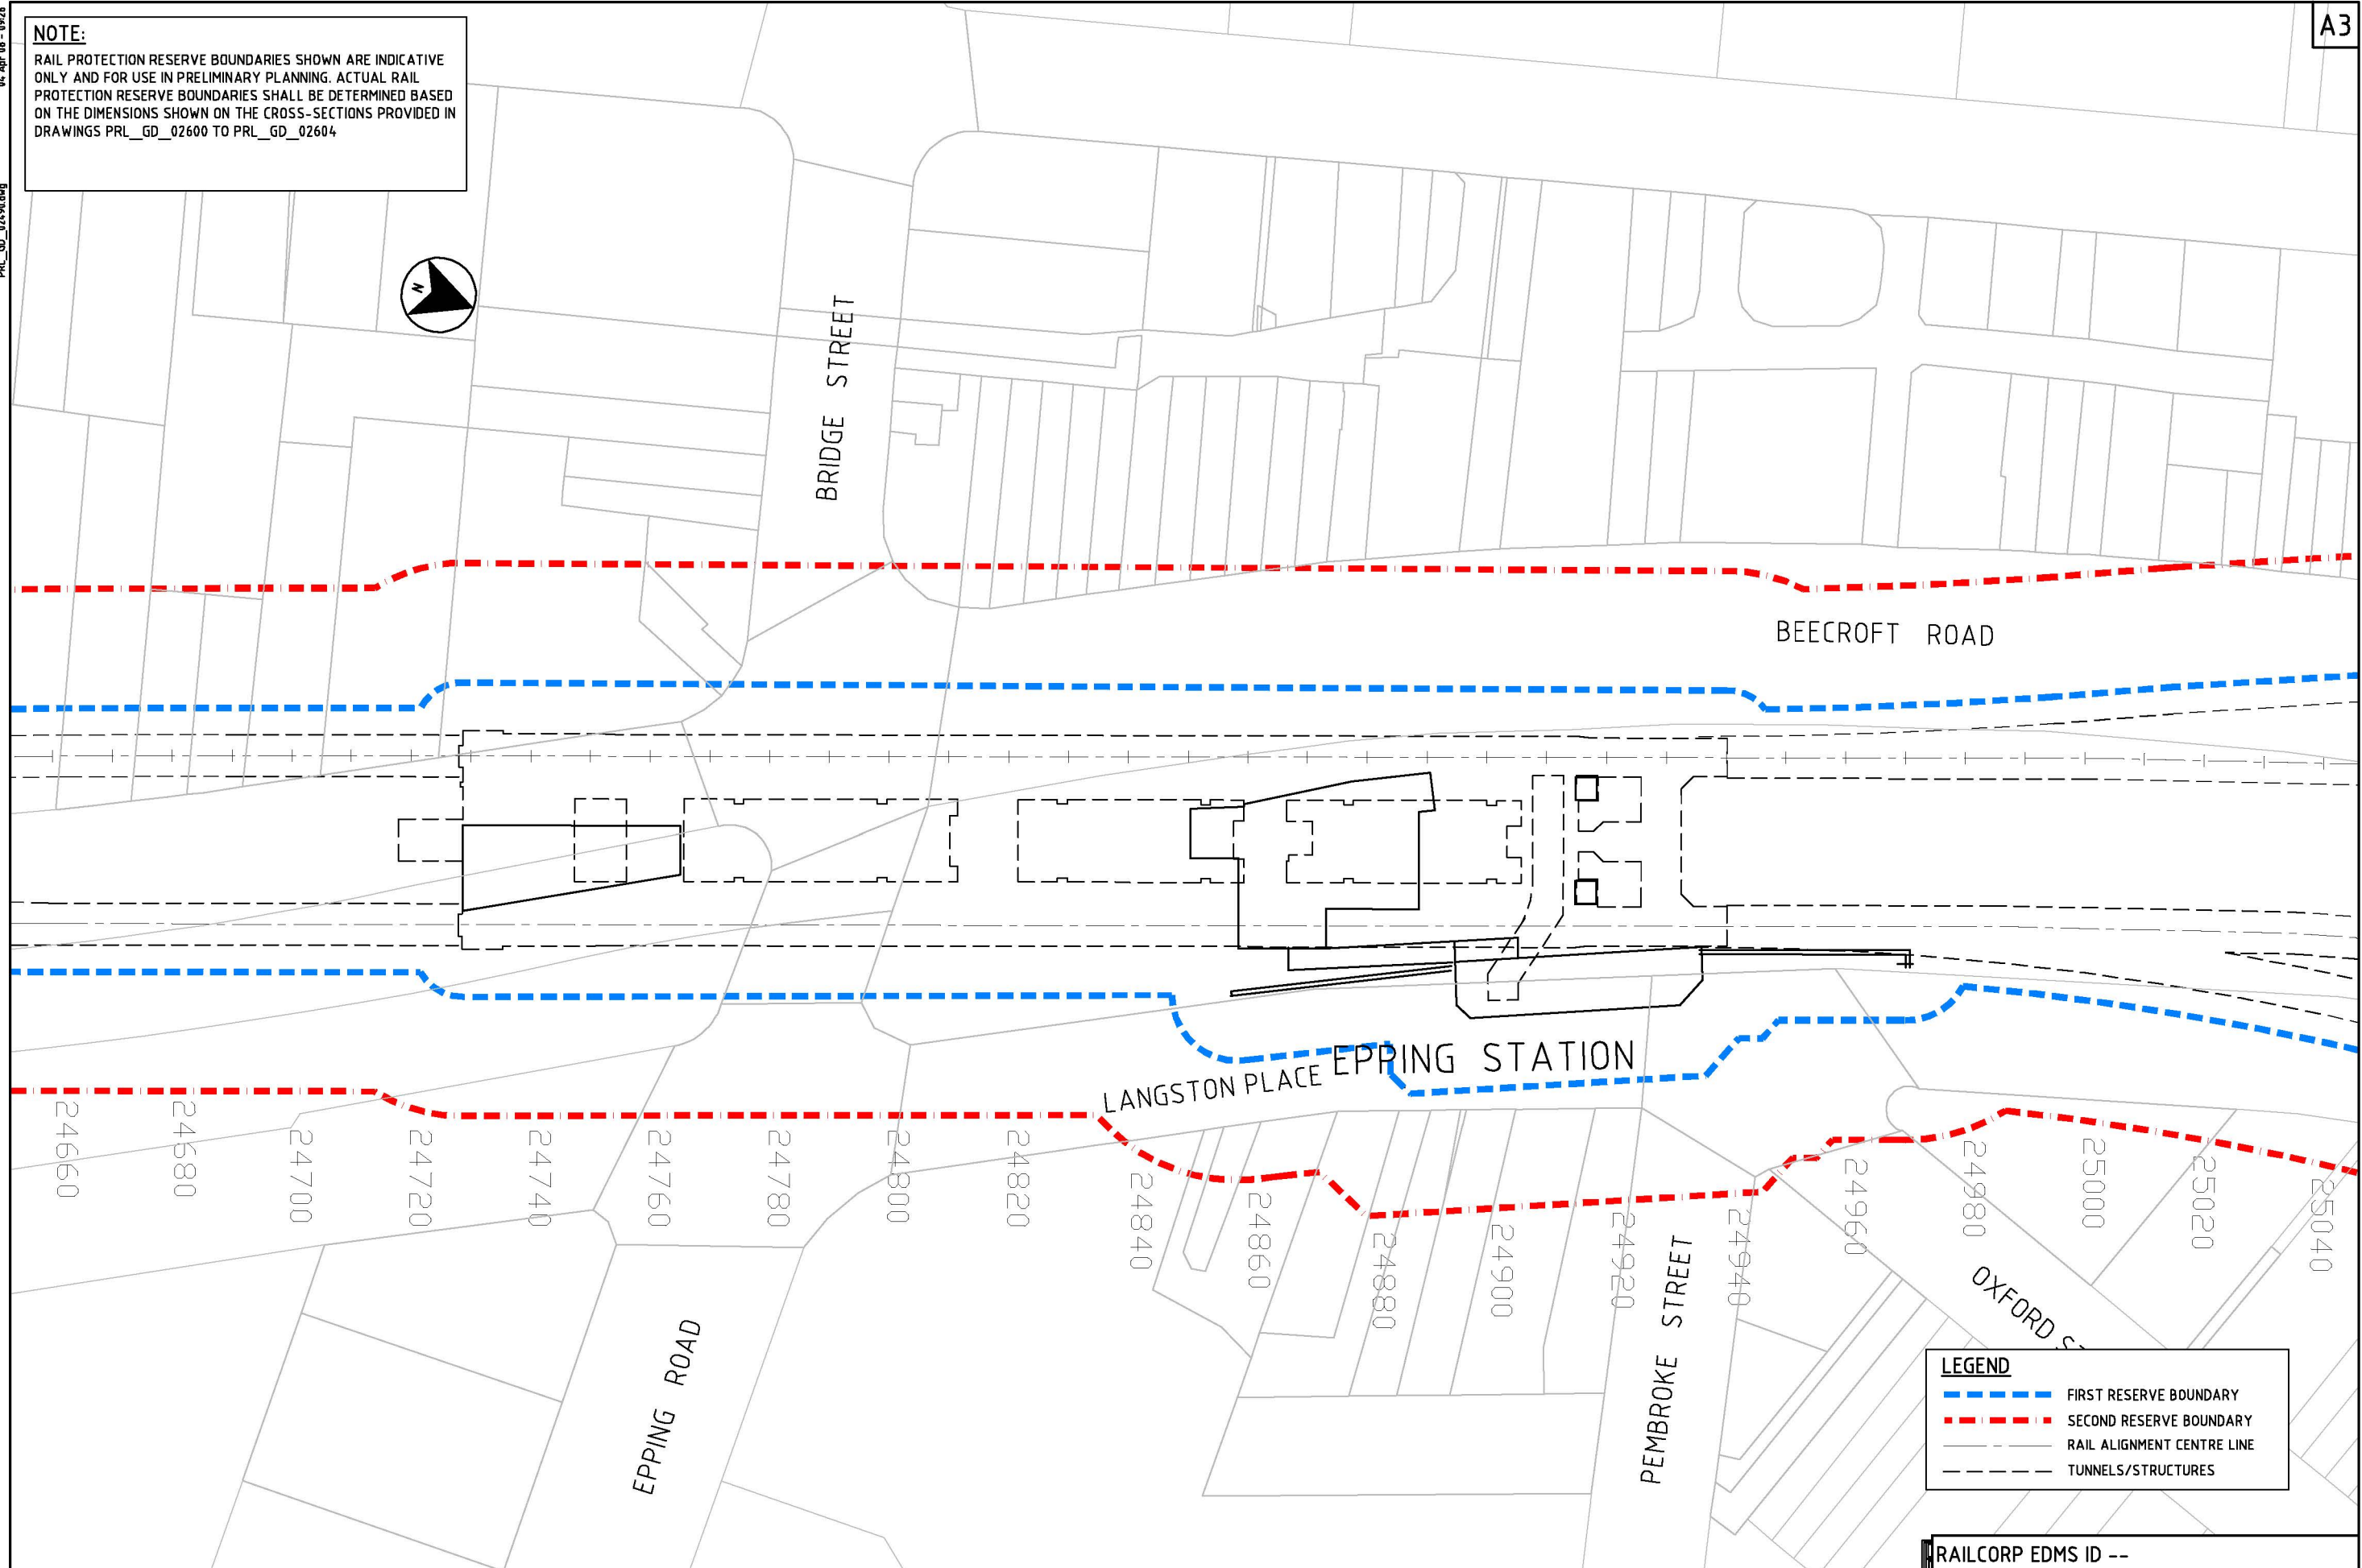 NOTE:
RAIL PROTECTION RESERVE BOUNDARIES SHOWN ARE INDICATIVE
ONLY AND FOR USE IN PRELIMINARY PLANNING. ACTUAL RAIL
PROTECTION RESERVE BOUNDARIES SHALL BE DETERMINED BASED
ON THE DIMENSIONS SHOWN ON THE CROSS-SECTIONS PROVIDED IN
DRAWINGS PRL_GD_02600 TO PRL_GD_02604
A3
N
BRIDGE STREET
BEECROFT ROAD
EPPING STATION
LANGSTON PLACE
24660
24680
24700
24720
24740
24760
24780
24800
24820
24840
24860
24880
24900
24920
24940
24960
24980
25000
25020
25040
EPPING ROAD
PEMBROKE STREET
OXFORD
LEGEND
FIRST RESERVE BOUNDARY
SECOND RESERVE BOUNDARY
RAIL ALIGNMENT CENTRE LINE
TUNNELS/STRUCTURES
RAILCORP EDMS ID --